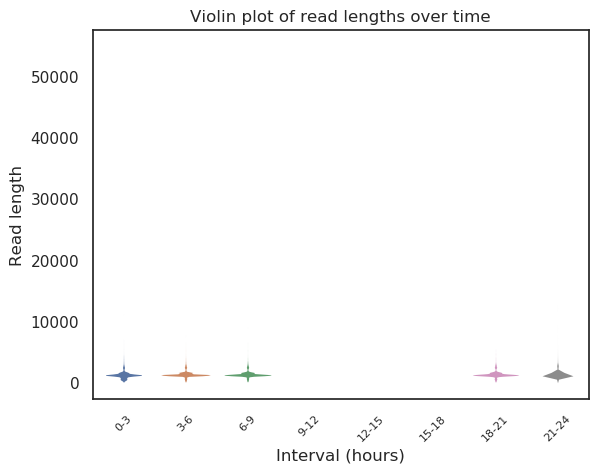 Violin plot of read lengths over time
50000
40000
30000
20000
10000
0
Read length
0-3 3-6 6-9 9-12 12-15 15-18 18-21 21-24
Interval (hours)